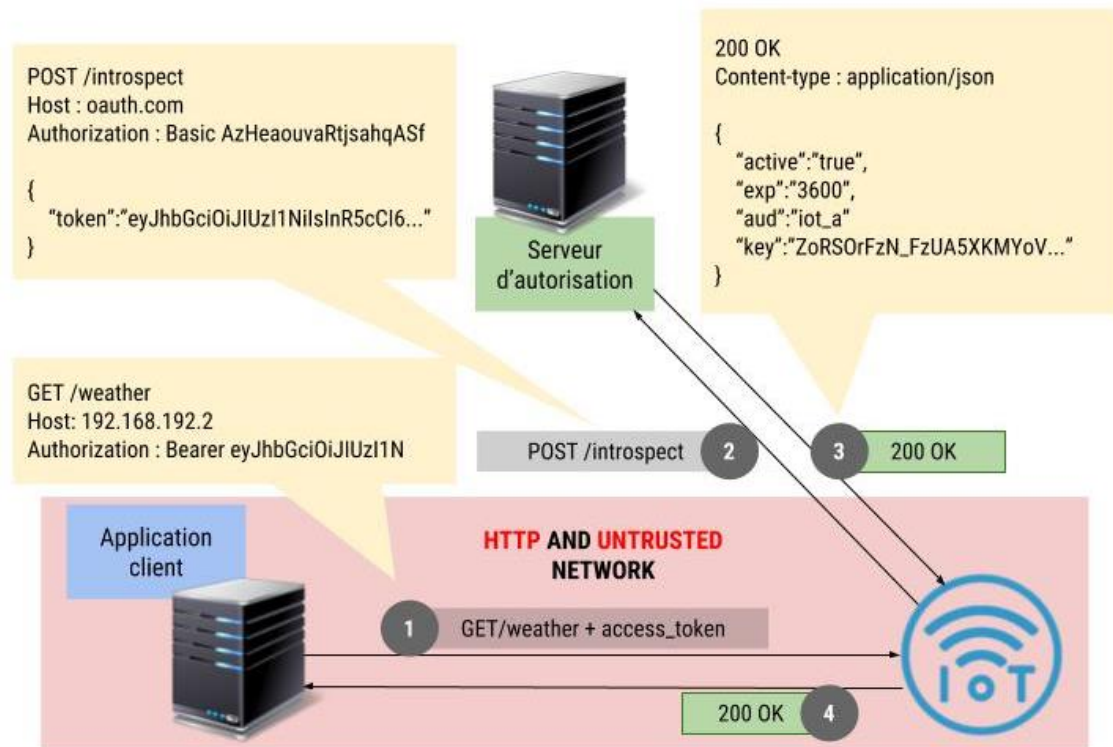 POST /introspect
Host : oauth.com
Authorization : Basic AzHeaouvaRtjsahqASf
{
“token”:”eyJhbGciOiJIUzI1NiIsInR5cCI6...”
}
200 OK
Content-type : application/json
{
“active”:”true”,
“exp”:”3600”,
“aud”:”iot_a”
“key”:”ZoRSOrFzN_FzUA5XKMYoV...”
}
Serveur
d’autorisation
GET /weather
Host: 192.168.192.2
Authorization : Bearer eyJhbGciOiJIUzI1N
POST /introspect
2
3
200 OK
Application
client
HTTP AND UNTRUSTED
NETWORK
1
GET/weather + access_token
IoT
200 OK
4